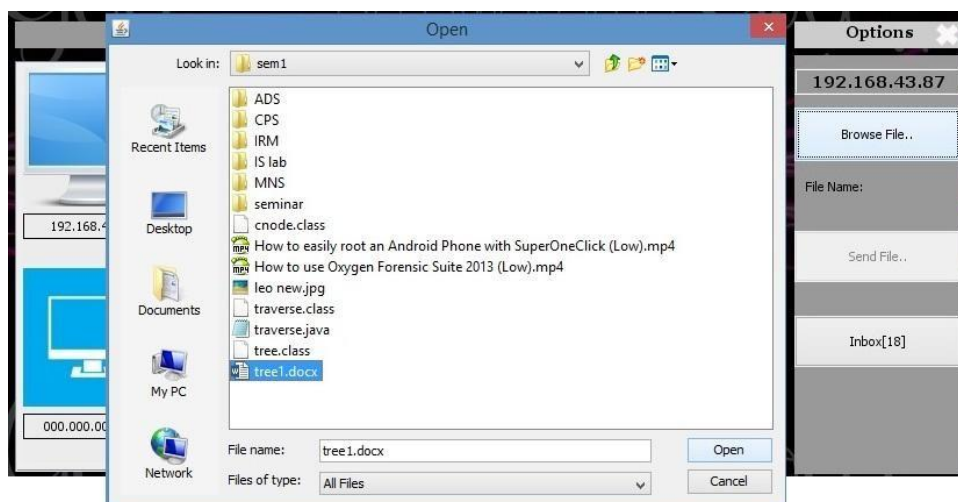 Open
Options
Look in:
sem1
192.168.43.87
Recent Items
Desktop
Documents
My PC
Network
ADS
CPS
IRM
IS lab
MNS
seminar
cnode.class
How to easily root an Android Phone with SuperOneClick (Low).mp4
How to use Oxygen Forensic Suite 2013 (Low).mp4
leo new.jpg
traverse.class
traverse.java
tree.class
tree1.docx
File name:
tree1.docx
Open
Files of type:
All Files
Cancel
192.168.4
000.000.00
Browse File..
File Name:
Send File..
Inbox[18]